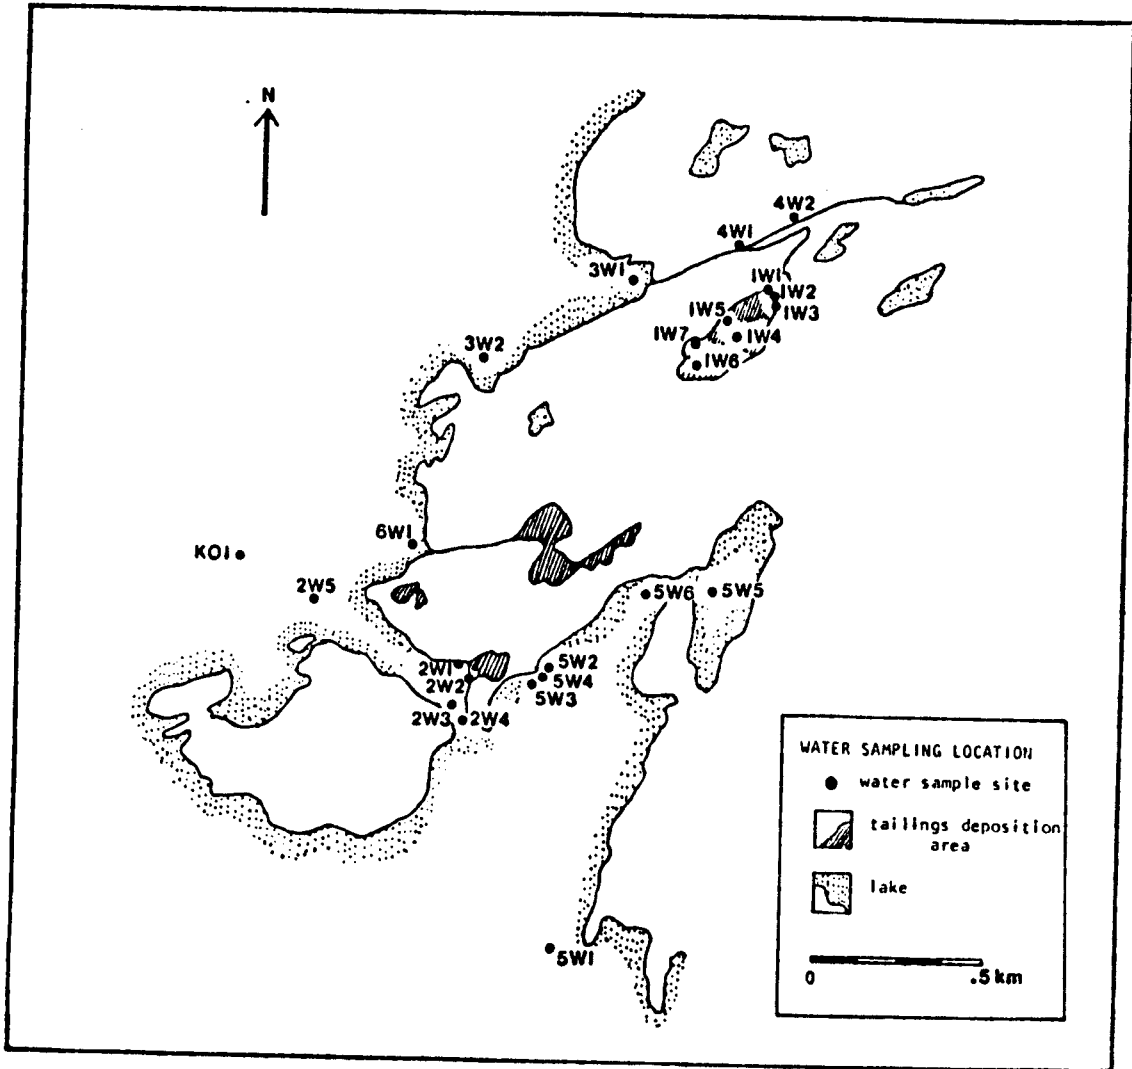 N
4W2
4W1
3W1
1W1
1W2
1W3
1W5
1W4
1W7
1W6
3W2
6W1
KO1
2W5
5W6
5W5
2W1
5W2
2W2
5W4
5W3
2W3
2W4
WATER SAMPLING LOCATION
water sample site
tailings deposition
area
lake
0
.5 km
5W1